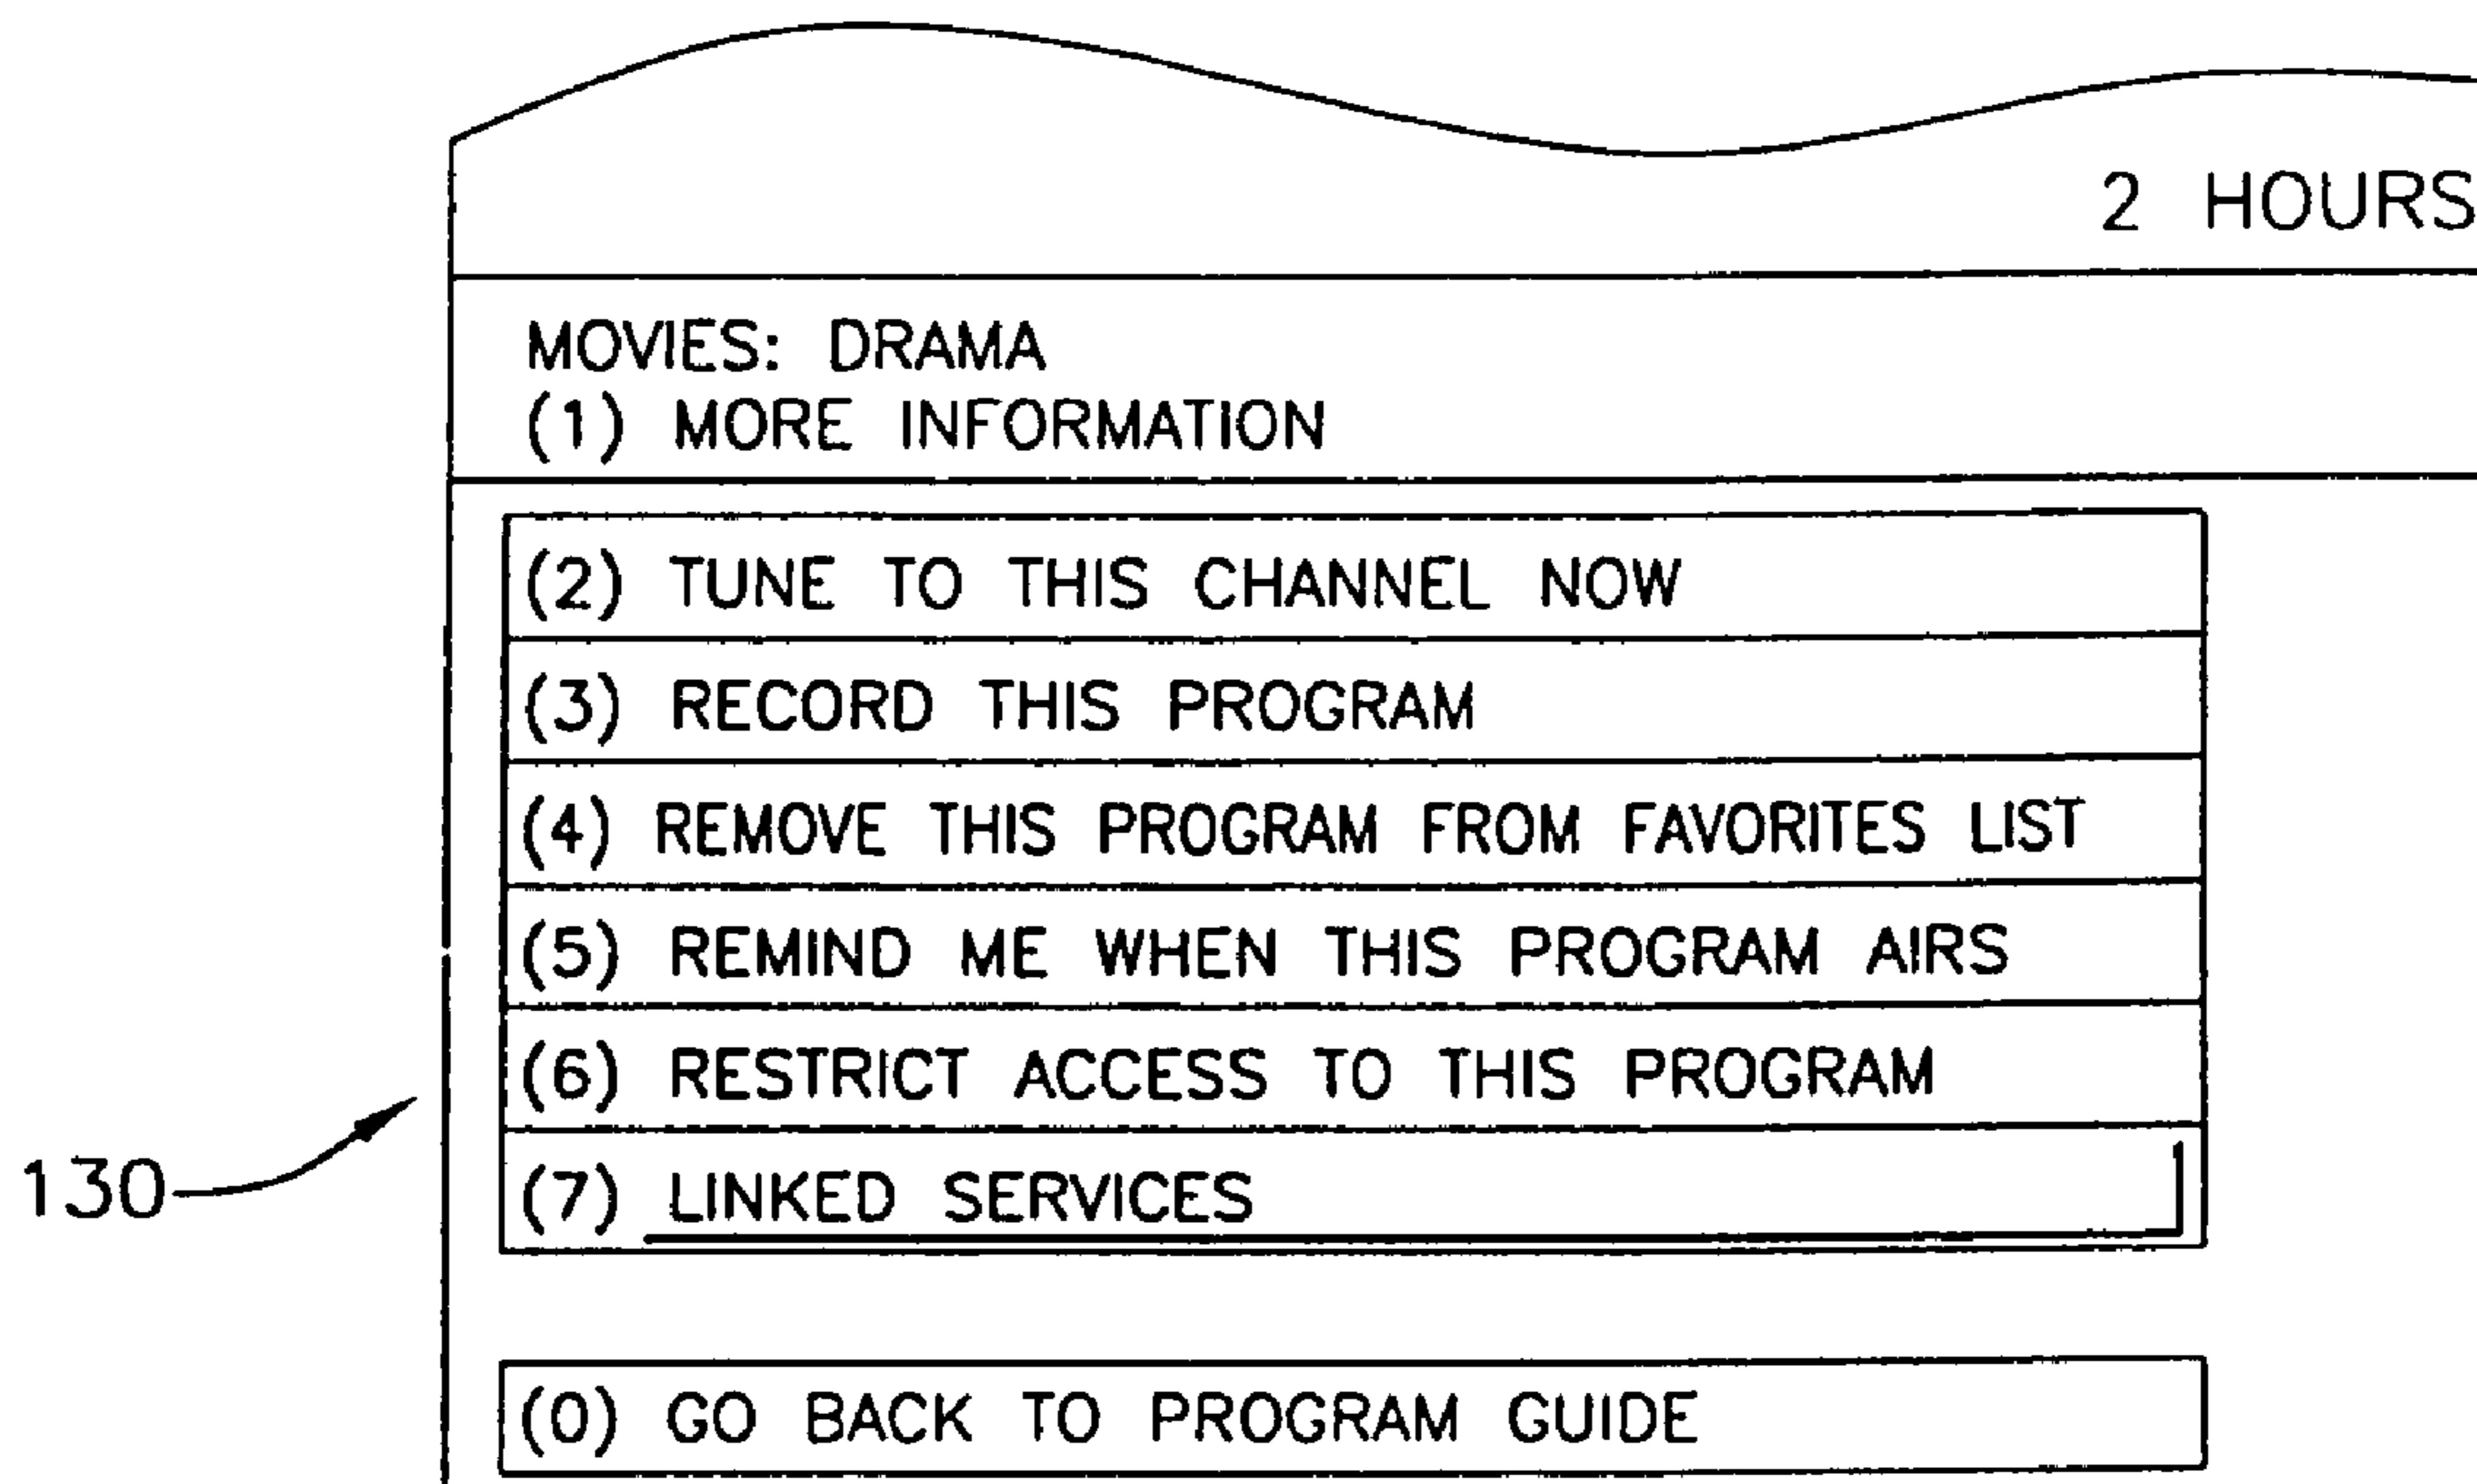 2 HOURS
MOVIES: DRAMA
(1) MORE INFORMATION
(2) TUNE TO THIS CHANNEL NOW
(3) RECORD THIS PROGRAM
(4) REMOVE THIS PROGRAM FROM FAVORITES LIST
(5) REMIND ME WHEN THIS PROGRAM AIRS
(6) RESTRICT ACCESS TO THIS PROGRAM
130
(7) LINKED SERVICES
(0) GO BACK TO PROGRAM GUIDE